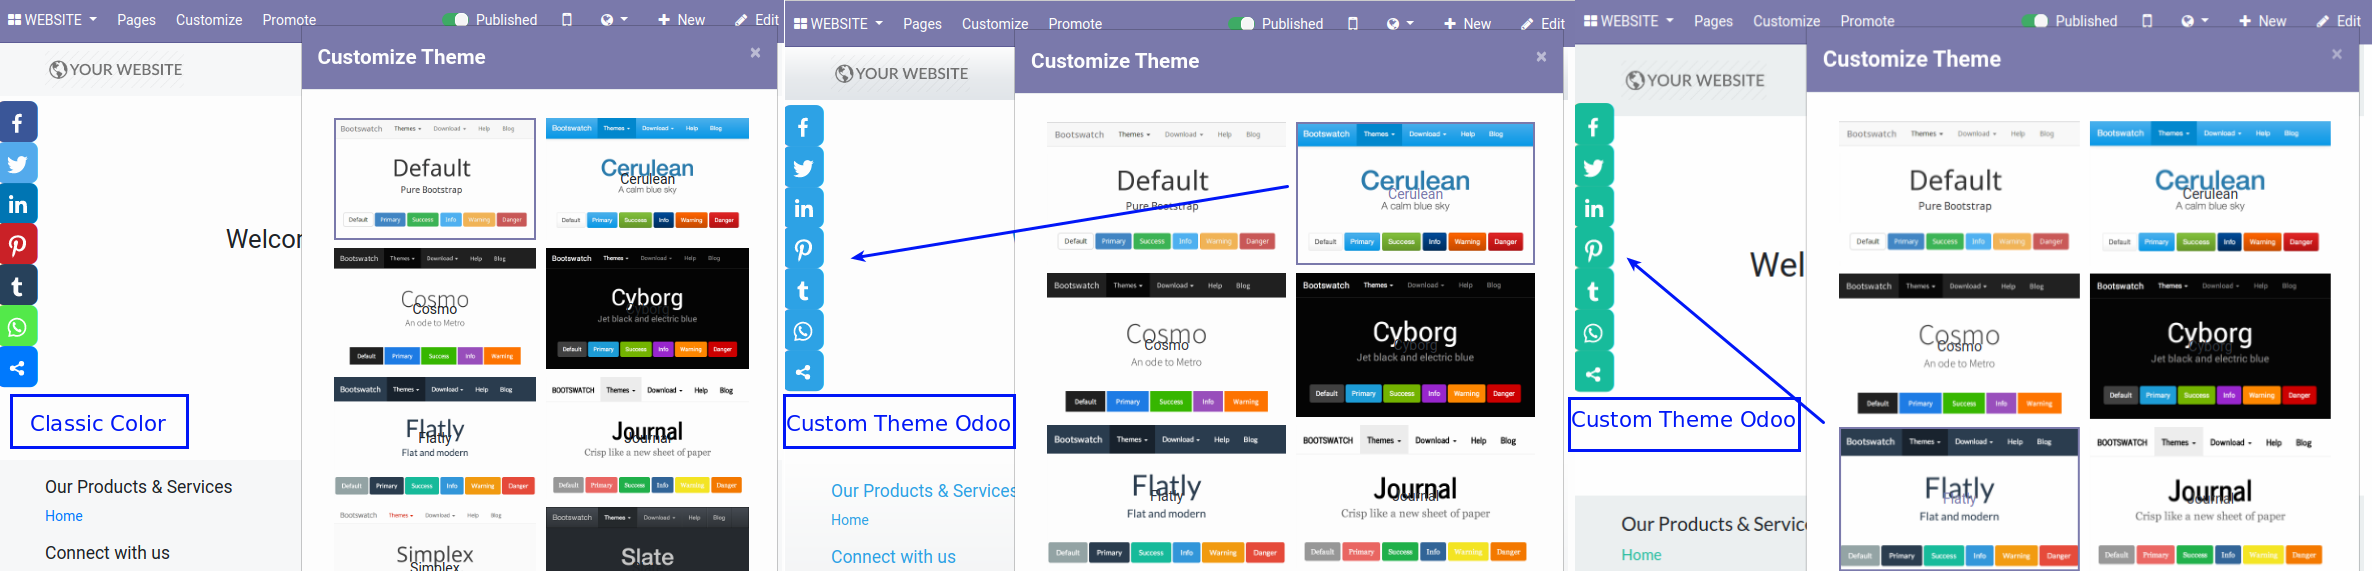 WEBSITE Pages Customize Promote Published New Edit
Customize Theme ×
YOUR WEBSITE
Bootswatch Themes Download Help Blog
Default
Pure Bootstrap
Default Primary Success Info Warning Danger
Bootswatch Themes Download Help Blog
Cerulean
Cerulean
A calm blue sky
Default Primary Success Info Warning Danger
Welcor
Bootswatch Themes Download Help Blog
Cosmo
Cosmo
An ode to Metro
Default Primary Success Info Warning
Bootswatch Themes Download Help Blog
Cyborg
Cyborg
Jet black and electric blue
Default Primary Success Info Warning Danger
Classic Color
Bootswatch Themes Download Help Blog
Flatly
Flatly
Flat and modern
Default Primary Success Info Warning Danger
BOOTSWATCH Themes Download Help Blog
Journal
Journal
Crisp like a new sheet of paper
Default Primary Success Info Warning Danger
Our Products & Services
Home
Connect with us
Bootswatch Themes Download Help Blog
Simplex
Simplex
Bootswatch Themes Download Help Blog
Slate
WEBSITE Pages Customize Promote Published New Edit
Customize Theme ×
YOUR WEBSITE
Bootswatch Themes Download Help Blog
Default
Pure Bootstrap
Default Primary Success Info Warning Danger
Bootswatch Themes Download Help Blog
Cerulean
Cerulean
A calm blue sky
Default Primary Success Info Warning Danger
Bootswatch Themes Download Help Blog
Cosmo
Cosmo
An ode to Metro
Default Primary Success Info Warning
Bootswatch Themes Download Help Blog
Cyborg
Cyborg
Jet black and electric blue
Default Primary Success Info Warning Danger
Custom Theme Odoo
Bootswatch Themes Download Help Blog
Flatly
Flatly
Flat and modern
Default Primary Success Info Warning Danger
BOOTSWATCH Themes Download Help Blog
Journal
Journal
Crisp like a new sheet of paper
Default Primary Success Info Warning Danger
Our Products & Services
Home
Connect with us
WEBSITE Pages Customize Promote Published New Edit
Customize Theme ×
YOUR WEBSITE
Bootswatch Themes Download Help Blog
Default
Pure Bootstrap
Default Primary Success Info Warning Danger
Bootswatch Themes Download Help Blog
Cerulean
Cerulean
A calm blue sky
Default Primary Success Info Warning Danger
Wel
Bootswatch Themes Download Help Blog
Cosmo
Cosmo
An ode to Metro
Default Primary Success Info Warning
Bootswatch Themes Download Help Blog
Cyborg
Cyborg
Jet black and electric blue
Default Primary Success Info Warning Danger
Custom Theme Odoo
Bootswatch Themes Download Help Blog
Flatly
Flatly
Flat and modern
Default Primary Success Info Warning Danger
BOOTSWATCH Themes Download Help Blog
Journal
Journal
Crisp like a new sheet of paper
Default Primary Success Info Warning Danger
Our Products & Servic
Home